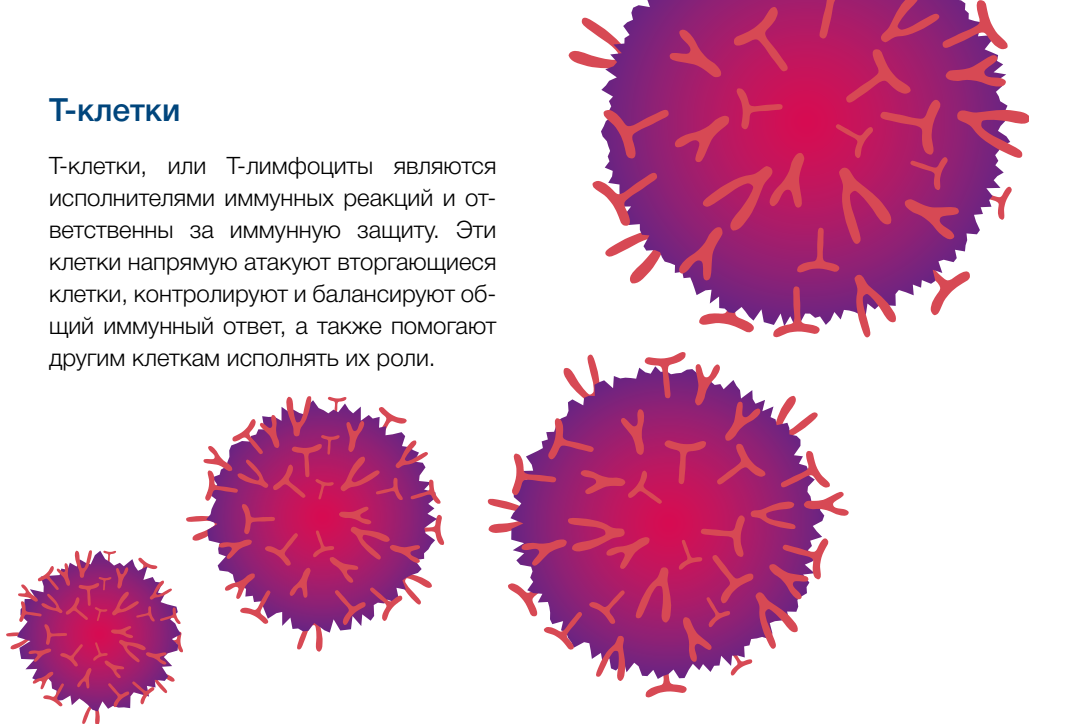 Т-клетки
Т-клетки, или Т-лимфоциты являются
исполнителями иммунных реакций и от-
ветственны за иммунную защиту. Эти
клетки напрямую атакуют вторгающиеся
клетки, контролируют и балансируют об-
щий иммунный ответ, а также помогают
другим клеткам исполнять их роли.